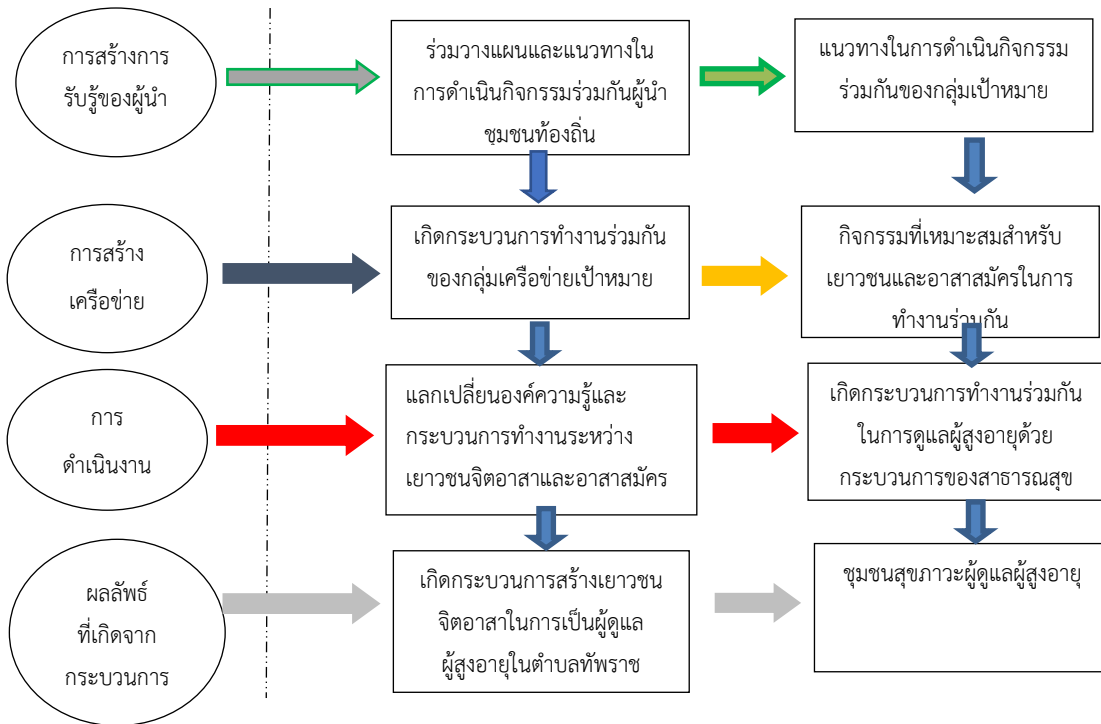 การสร้างการ
รับรู้ของผู้นำ
ร่วมวางแผนและแนวทางใน
การดำเนินกิจกรรมร่วมกันผู้นำ
ชุมชนท้องถิ่น
แนวทางในการดำเนินกิจกรรม
ร่วมกันของกลุ่มเป้าหมาย
การสร้าง
เครือข่าย
เกิดกระบวนการทำงานร่วมกัน
ของกลุ่มเครือข่ายเป้าหมาย
กิจกรรมที่เหมาะสมสำหรับ
เยาวชนและอาสาสมัครในการ
ทำงานร่วมกัน
การ
ดำเนินงาน
แลกเปลี่ยนองค์ความรู้และ
กระบวนการทำงานระหว่าง
เยาวชนจิตอาสาและอาสาสมัคร
เกิดกระบวนการทำงานร่วมกัน
ในการดูแลผู้สูงอายุด้วย
กระบวนการของสาธารณสุข
ผลลัพธ์
ที่เกิดจาก
กระบวนการ
เกิดกระบวนการสร้างเยาวชน
จิตอาสาในการเป็นผู้ดูแล
ผู้สูงอายุในตำบลทัพราช
ชุมชนสุขภาวะผู้ดูแลผู้สูงอายุ